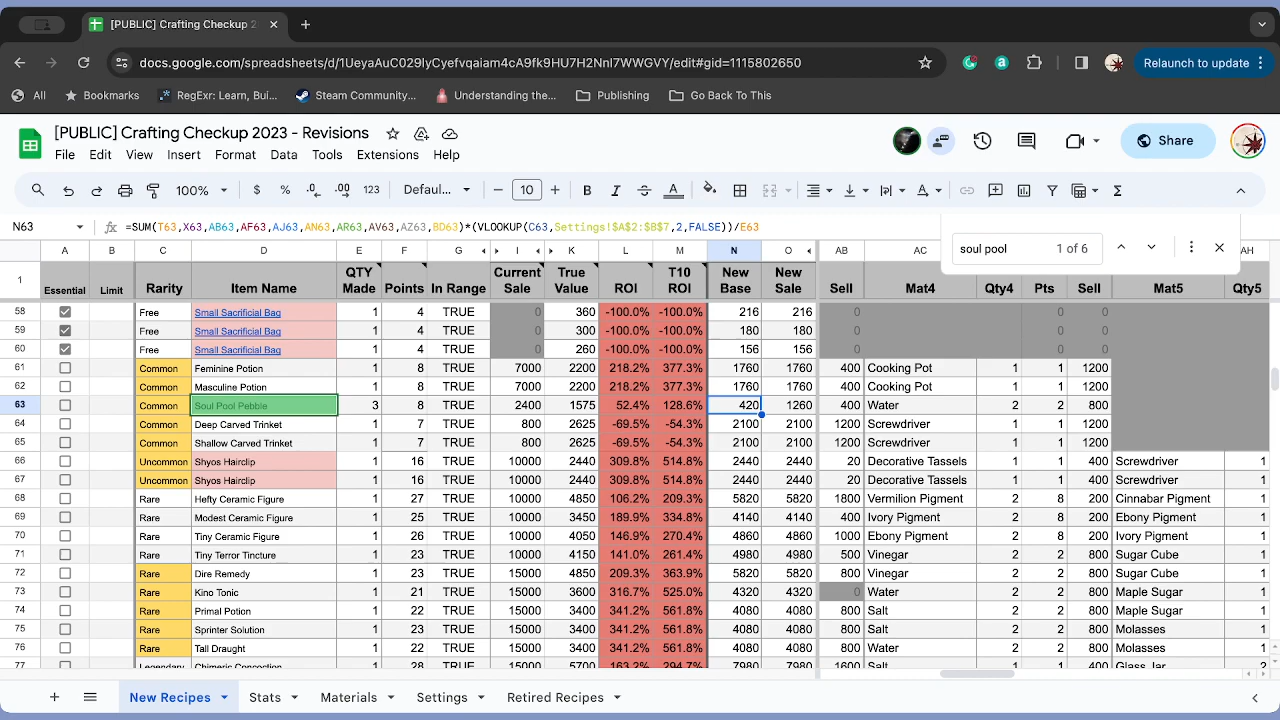 [PUBLIC] Crafting Checkup 2
docs.google.com/spreadsheets/d/1UeyaAuC029IyCyefvqaiam4cA9fk9HU7H2NnI7WWGVY/edit#gid=1115802650
Relaunch to update
All Bookmarks RegExr: Learn, Bui... Steam Community... Understanding the... Publishing Go Back To This
[PUBLIC] Crafting Checkup 2023 - Revisions
Share
File Edit View Insert Format Data Tools Extensions Help
100% $ % .0 .00 123 Defaul... 10 B I A
N63 =SUM(T63,X63,AB63,AF63,AJ63,AN63,AR63,AV63,AZ63,BD63)*(VLOOKUP(C63,Settings!$A$2:$B$7,2,FALSE))/E63
soul pool 1 of 6
A B C D E F G I K L M N O AB AC AH
1 Essential Limit Rarity Item Name QTY Made Points In Range Current Sale True Value ROI T10 ROI New Base New Sale Sell Mat4 Qty4 Pts Sell Mat5 Qty5
58 Free Small Sacrificial Bag 1 4 TRUE 0 360 -100.0% -100.0% 216 216 0 0 0
59 Free Small Sacrificial Bag 1 4 TRUE 0 300 -100.0% -100.0% 180 180 0 0 0
60 Free Small Sacrificial Bag 1 4 TRUE 0 260 -100.0% -100.0% 156 156 0 0 0
61 Common Feminine Potion 1 8 TRUE 7000 2200 218.2% 377.3% 1760 1760 400 Cooking Pot 1 1 1200
62 Common Masculine Potion 1 8 TRUE 7000 2200 218.2% 377.3% 1760 1760 400 Cooking Pot 1 1 1200
63 Common Soul Pool Pebble 3 8 TRUE 2400 1575 52.4% 128.6% 420 1260 400 Water 2 2 800
64 Common Deep Carved Trinket 1 7 TRUE 800 2625 -69.5% -54.3% 2100 2100 1200 Screwdriver 1 1 400
65 Common Shallow Carved Trinket 1 7 TRUE 800 2625 -69.5% -54.3% 2100 2100 1200 Screwdriver 1 1 400
66 Uncommon Shyos Hairclip 1 16 TRUE 10000 2440 309.8% 514.8% 2440 2440 20 Decorative Tassels 1 1 400 Screwdriver 1
67 Uncommon Shyos Hairclip 1 16 TRUE 10000 2440 309.8% 514.8% 2440 2440 20 Decorative Tassels 1 1 400 Screwdriver 1
68 Rare Hefty Ceramic Figure 1 27 TRUE 10000 4850 106.2% 209.3% 5820 5820 1800 Vermilion Pigment 2 8 200 Cinnabar Pigment 1
69 Rare Modest Ceramic Figure 1 25 TRUE 10000 3450 189.9% 334.8% 4140 4140 400 Ivory Pigment 2 8 200 Ebony Pigment 1
70 Rare Tiny Ceramic Figure 1 26 TRUE 10000 4050 146.9% 270.4% 4860 4860 1000 Ebony Pigment 2 8 200 Ivory Pigment 1
71 Rare Tiny Terror Tincture 1 23 TRUE 10000 4150 141.0% 261.4% 4980 4980 500 Vinegar 2 2 800 Sugar Cube 1
72 Rare Dire Remedy 1 23 TRUE 15000 4850 209.3% 363.9% 5820 5820 800 Vinegar 2 2 800 Sugar Cube 1
73 Rare Kino Tonic 1 21 TRUE 15000 3600 316.7% 525.0% 4320 4320 0 Water 2 2 800 Maple Sugar 1
74 Rare Primal Potion 1 22 TRUE 15000 3400 341.2% 561.8% 4080 4080 800 Salt 2 2 800 Maple Sugar 1
75 Rare Sprinter Solution 1 23 TRUE 15000 3400 341.2% 561.8% 4080 4080 800 Salt 2 2 800 Molasses 1
76 Rare Tall Draught 1 22 TRUE 15000 3400 341.2% 561.8% 4080 4080 800 Water 2 2 800 Molasses 1
77 Legendary Chimeric Concoction 1 28 TRUE 15000 5700 163.2% 294.7% 7980 7980 1600 Salt 1 1 400 Glass Jar 2
New Recipes Stats Materials Settings Retired Recipes